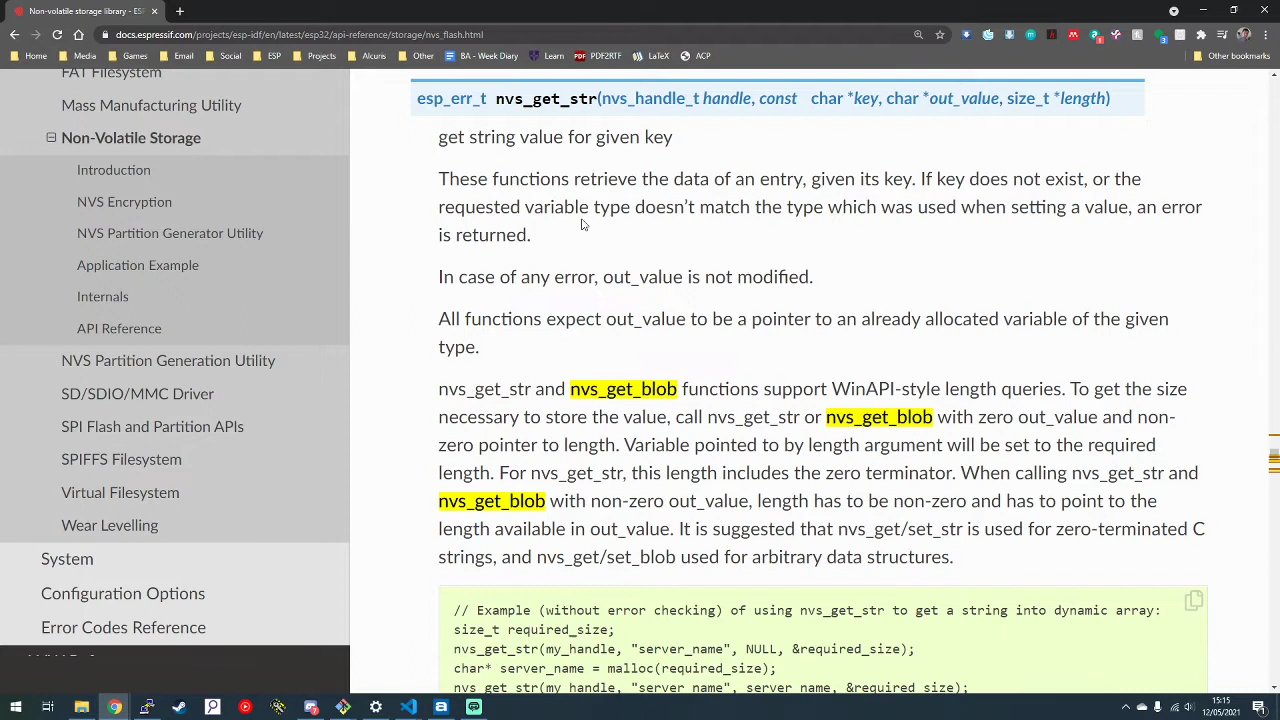 Non-volatile storage library - ESP
docs.espressif.com/projects/esp-idf/en/latest/esp32/api-reference/storage/nvs_flash.html
Home
Games
Email
Social
ESP
Projects
Alcuris
BA - Weekly Diary
Learn
PDF2RTF
LaTeX
ACP
Other bookmarks
FAT Filesystem
Mass Manufacturing Utility
Non-Volatile Storage
Introduction
NVS Encryption
NVS Partition Generator Utility
Application Example
Internals
API Reference
NVS Partition Generation Utility
SD/SDIO/MMC Driver
SPI Flash and Partition APIs
SPIFFS Filesystem
Virtual Filesystem
Wear Levelling
System
Configuration Options
Error Codes Reference
esp_err_t nvs_get_str(nvs_handle_t handle, const char *key, char *out_value, size_t *length)
get string value for given key
These functions retrieve the data of an entry, given its key. If key does not exist, or the
requested variable type doesn't match the type which was used when setting a value, an error
is returned.
In case of any error, out_value is not modified.
All functions expect out_value to be a pointer to an already allocated variable of the given
type.
nvs_get_str and nvs_get_blob functions support WinAPI-style length queries. To get the size
necessary to store the value, call nvs_get_str or nvs_get_blob with zero out_value and non-
zero pointer to length. Variable pointed to by length argument will be set to the required
length. For nvs_get_str, this length includes the zero terminator. When calling nvs_get_str and
nvs_get_blob with non-zero out_value, length has to be non-zero and has to point to the
length available in out_value. It is suggested that nvs_get/set_str is used for zero-terminated C
strings, and nvs_get/set_blob used for arbitrary data structures.
// Example (without error checking) of using nvs_get_str to get a string into dynamic array:
size_t required_size;
nvs_get_str(my_handle, "server_name", NULL, &required_size);
char* server_name = malloc(required_size);
nvs_get_str(my_handle, "server_name", server_name, &required_size);
15:15
12/05/2021